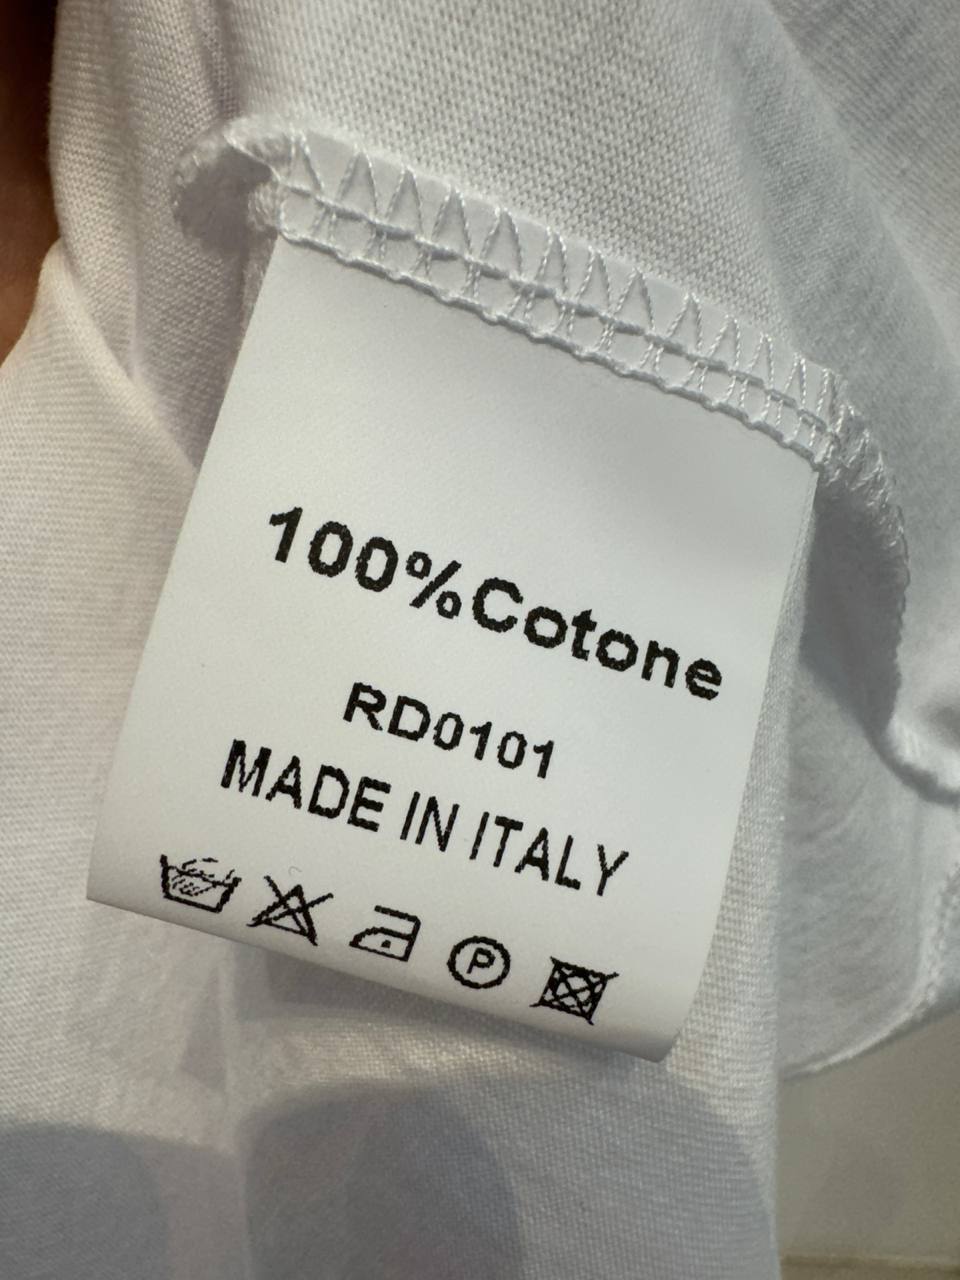 100%Cotone
RD0101
MADE IN ITALY
P